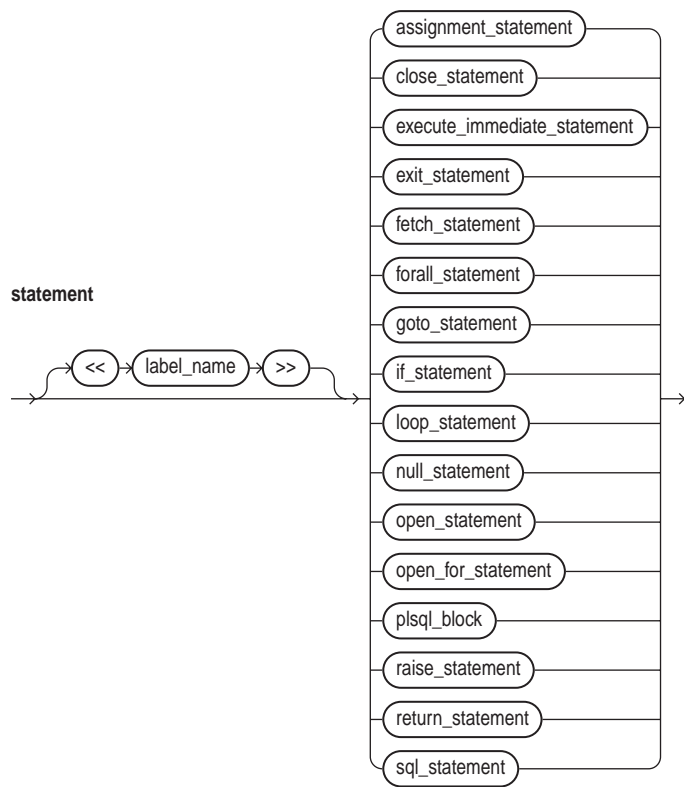 assignment_statement
close_statement
execute_immediate_statement
exit_statement
fetch_statement
forall_statement
statement
goto_statement
<< label_name >>
if_statement
loop_statement
null_statement
open_statement
open_for_statement
plsql_block
raise_statement
return_statement
sql_statement